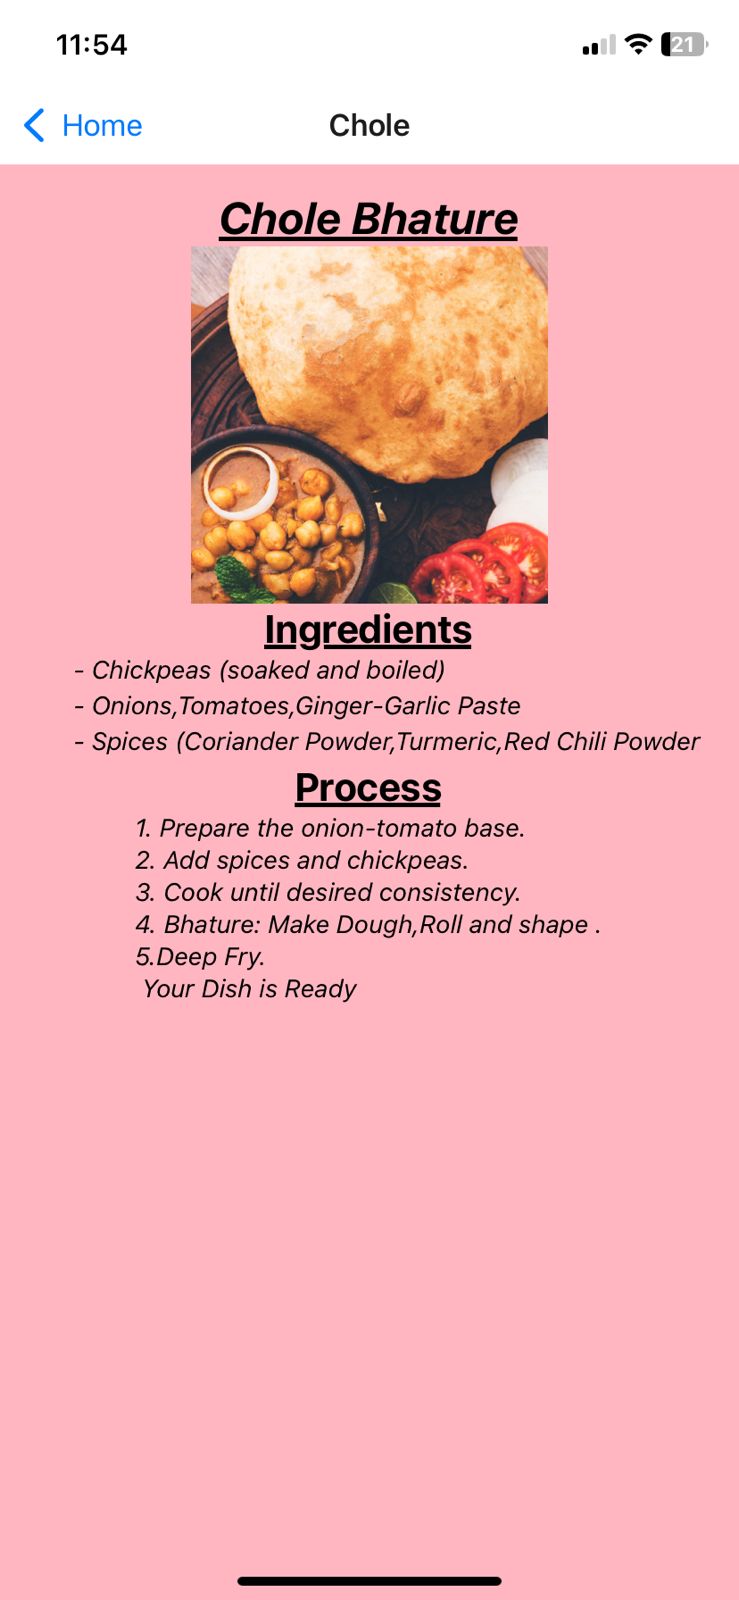 11:54
21
Home
Chole
Chole Bhature
Ingredients
- Chickpeas (soaked and boiled)
- Onions,Tomatoes,Ginger-Garlic Paste
- Spices (Coriander Powder,Turmeric,Red Chili Powder
Process
1. Prepare the onion-tomato base.
2. Add spices and chickpeas.
3. Cook until desired consistency.
4. Bhature: Make Dough,Roll and shape .
5.Deep Fry.
Your Dish is Ready